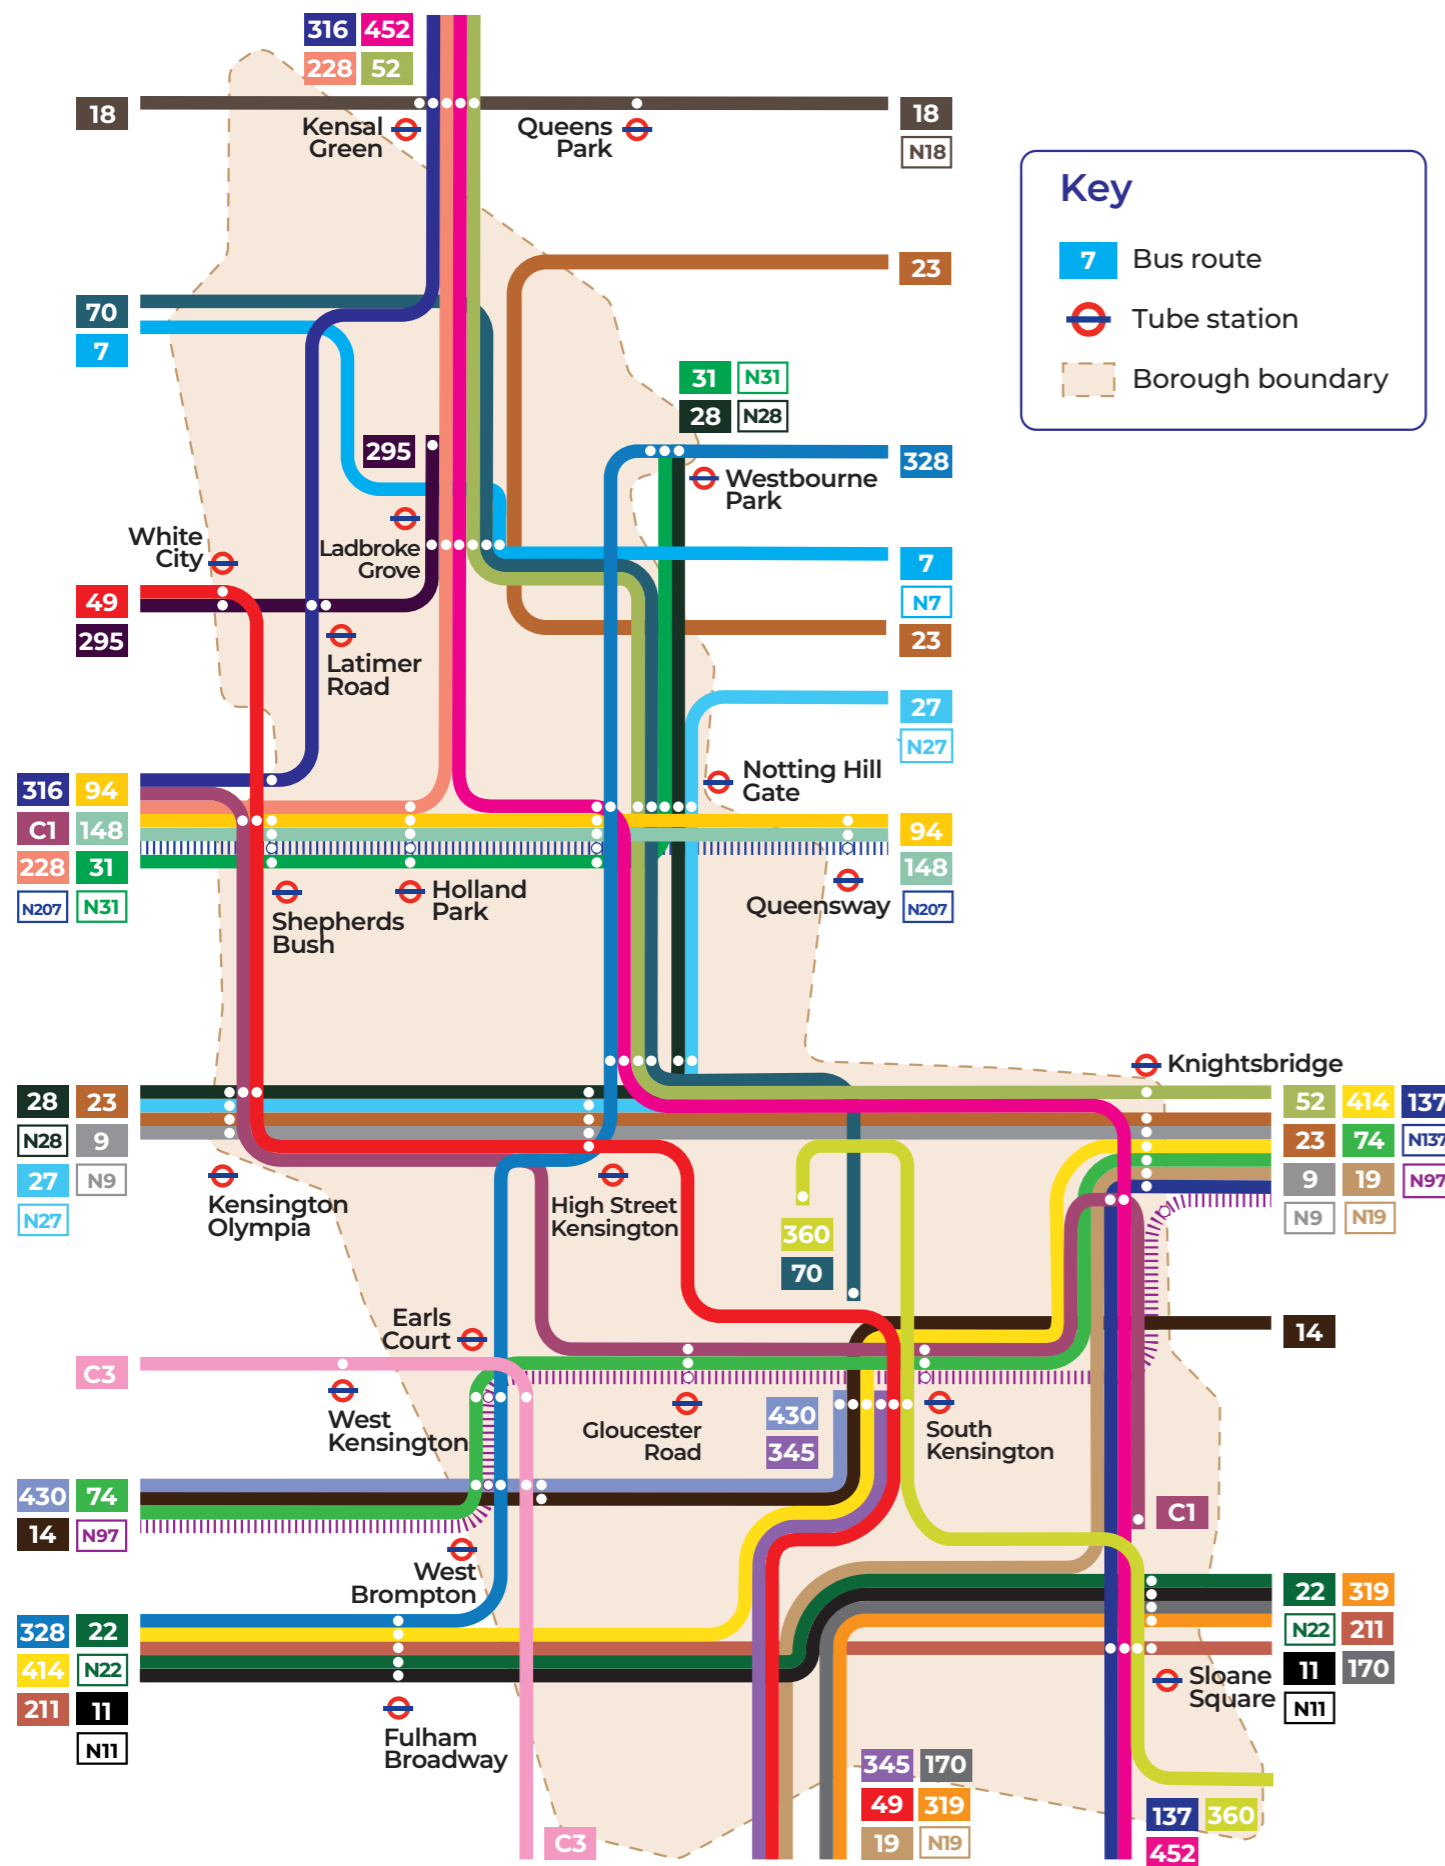 316 452
228 52
18
Kensal
Green
Queens
Park
18
N18
Key
7 Bus route
Tube station
Borough boundary
23
70
7
31 N31
28 N28
295
328
Westbourne
Park
White
City
Ladbroke
Grove
7
N7
23
49
295
Latimer
Road
27
N27
Notting Hill
Gate
316 94
C1 148
228 31
N207 N31
94
148
N207
Holland
Park
Shepherds
Bush
Queensway
Knightsbridge
28 23
N28 9
27 N9
N27
52 414 137
23 74 N137
9 19 N97
N9 N19
Kensington
Olympia
High Street
Kensington
360
70
Earls
Court
14
C3
West
Kensington
Gloucester
Road
430
345
South
Kensington
430 74
14 N97
C1
West
Brompton
328 22
414 N22
211 11
N11
22 319
N22 211
11 170
N11
Sloane
Square
Fulham
Broadway
345 170
49 319
19 N19
137 360
452
C3